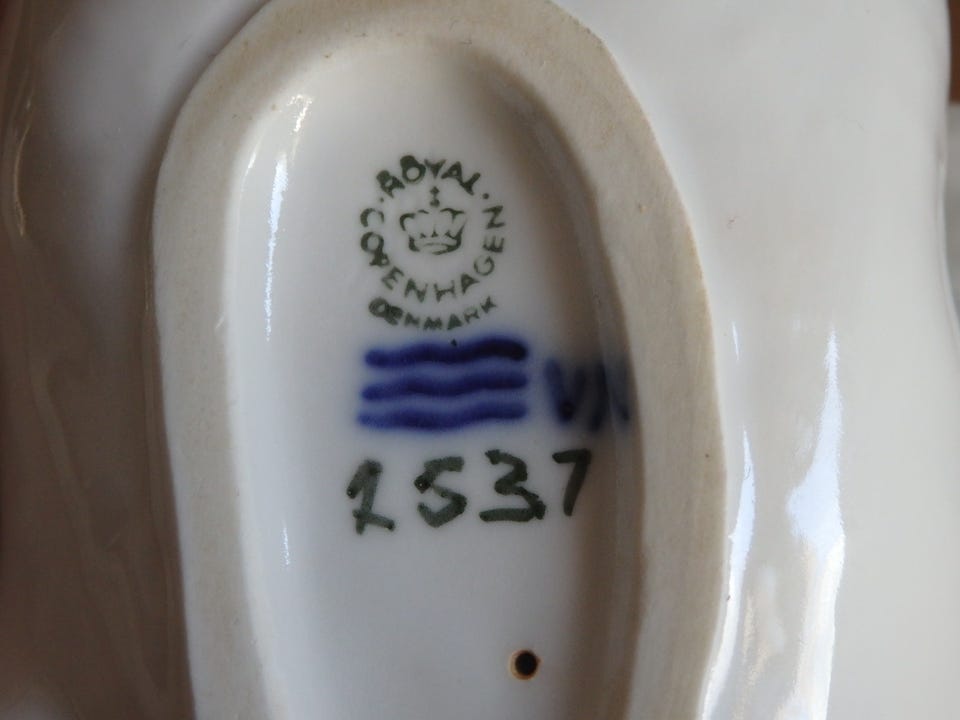 ROYAL
COPENHAGEN
DENMARK
1537